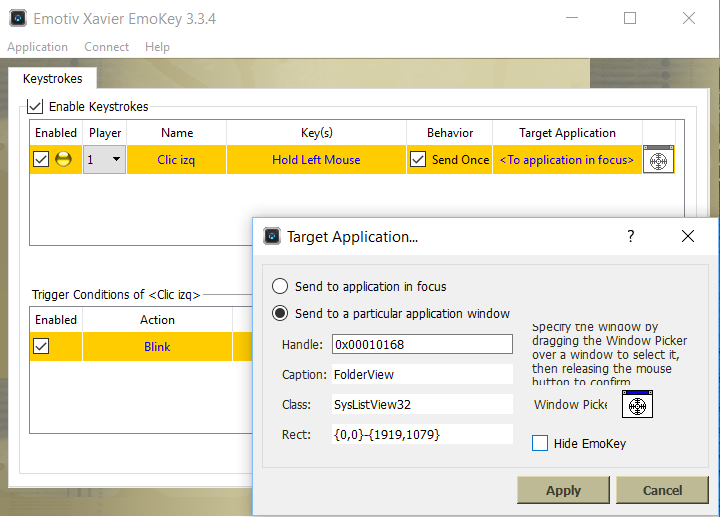 Emotiv Xavier EmoKey 3.3.4
Application Connect Help
Keystrokes
Enable Keystrokes
Enabled Player Name Key(s) Behavior Target Application
1 Clic izq Hold Left Mouse Send Once <To application in focus>
Target Application...
?
Send to application in focus
Trigger Conditions of <Clic izq>
Send to a particular application window
Enabled Action
Blink
Handle: 0x00010168
Caption: FolderView
Class: SysListView32
Rect: {0,0}-{1919,1079}
Specify the window by
dragging the Window Picker
over a window to select it,
then releasing the mouse
button to confirm
Window Picke
Hide EmoKey
Apply Cancel